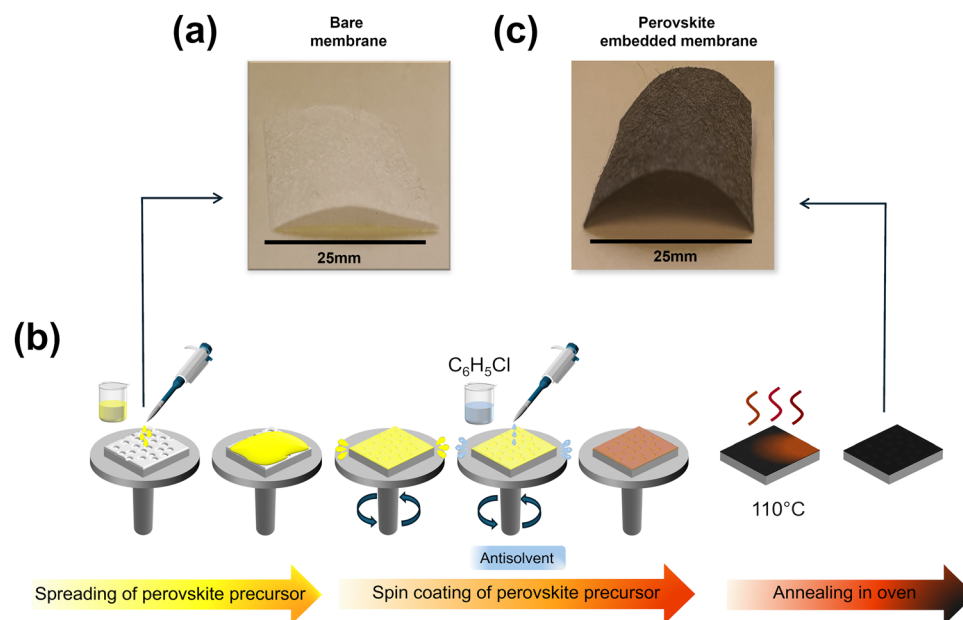 (a)
Bare
membrane
25mm
(c)
Perovskite
embedded membrane
25mm
(b)
C₆H₅Cl
110°C
Antisolvent
Spreading of perovskite precursor
Spin coating of perovskite precursor
Annealing in oven